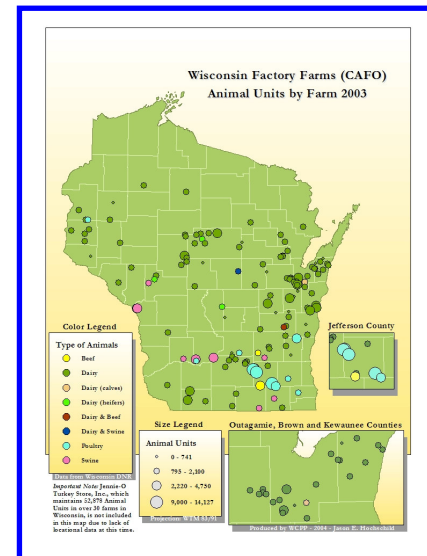 Wisconsin Factory Farms (CAFO)
Animal Units by Farm 2003
Color Legend
Type of Animals
Beef
Dairy
Dairy (calves)
Dairy (heifers)
Dairy & Beef
Dairy & Swine
Poultry
Swine
Data from Wisconsin DNR
Important Note: Jennie-O
Turkey Store, Inc., which
maintains 52,878 Animal
Units in over 30 farms in
Wisconsin, is not included
in this map due to lack of
locational data at this time.
Size Legend
Animal Units
0 - 741
793 - 2,100
2,220 - 4,730
9,000 - 14,127
Projection: WTM 83/91
Jefferson County
Outagamie, Brown and Kewaunee Counties
Produced by WCPP - 2004 - Jason E. Hochschild